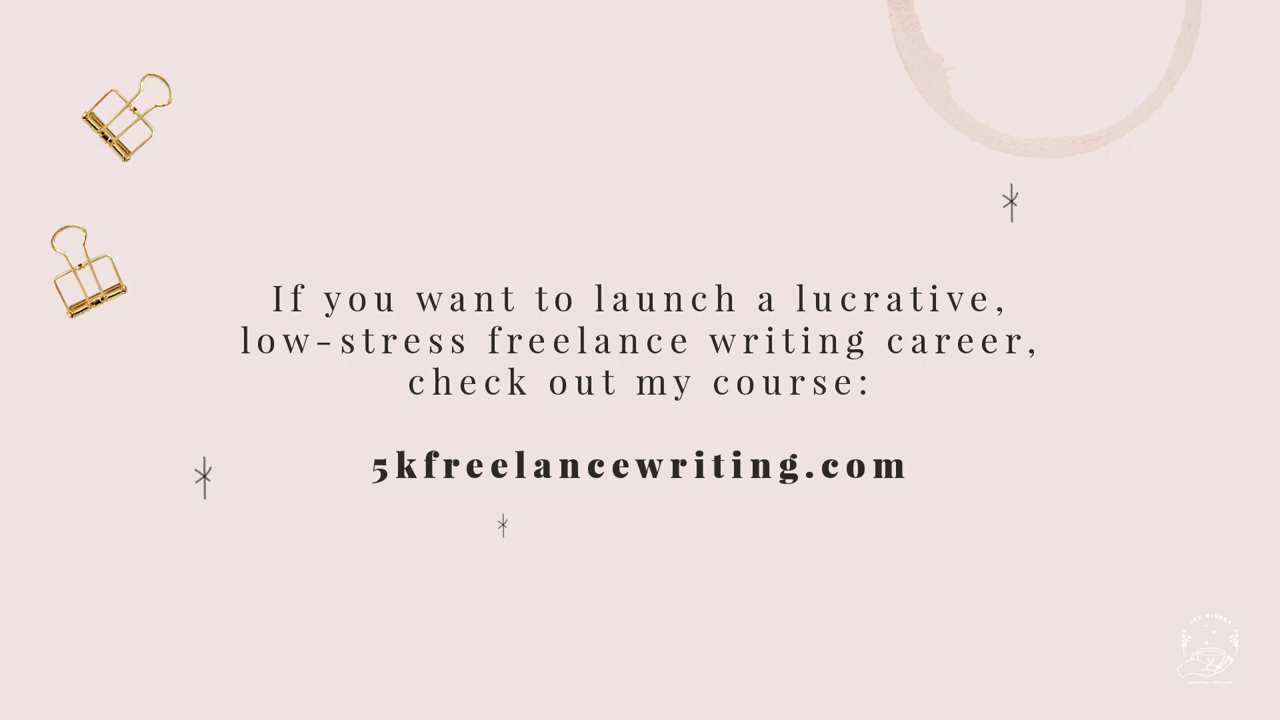 If you want to launch a lucrative,
low-stress freelance writing career,
check out my course:
5kfreelancewriting.com